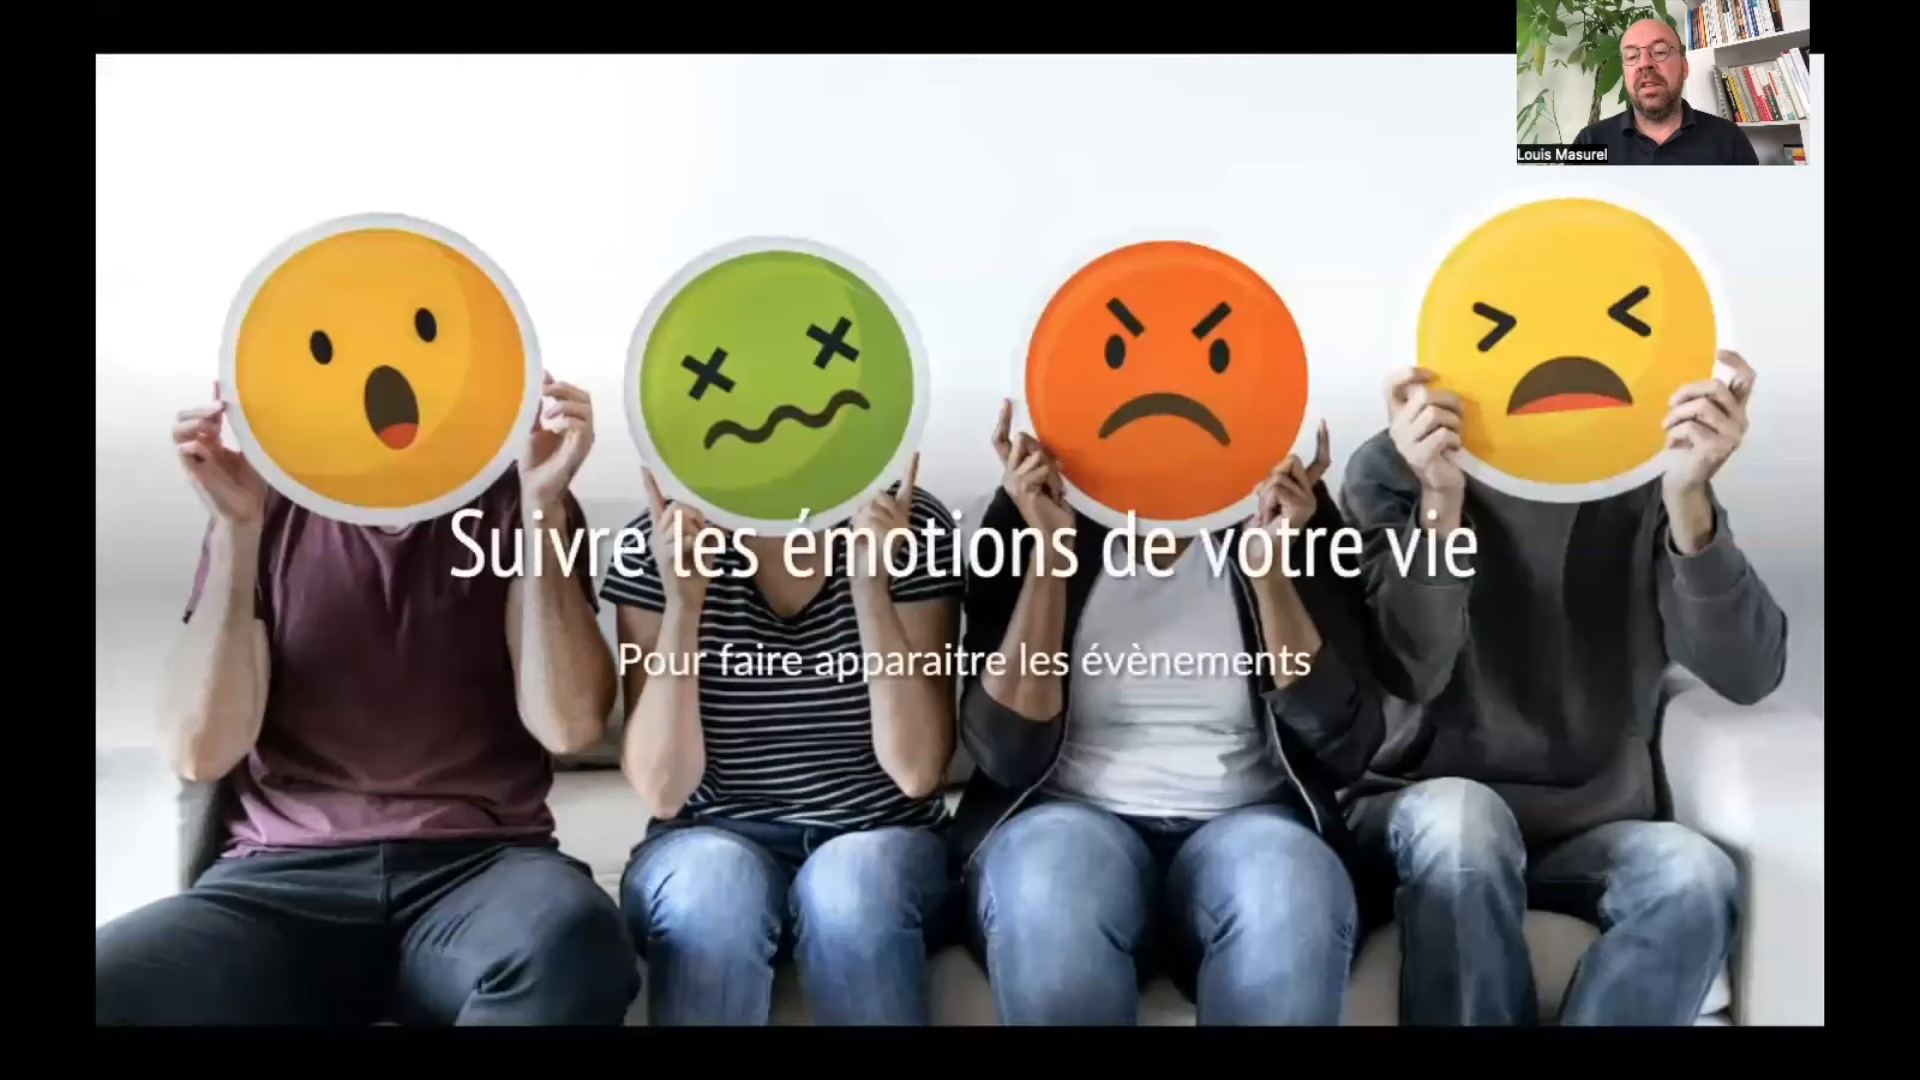 Louis Masurel
Suivre les émotions de votre vie
Pour faire apparaitre les évènements